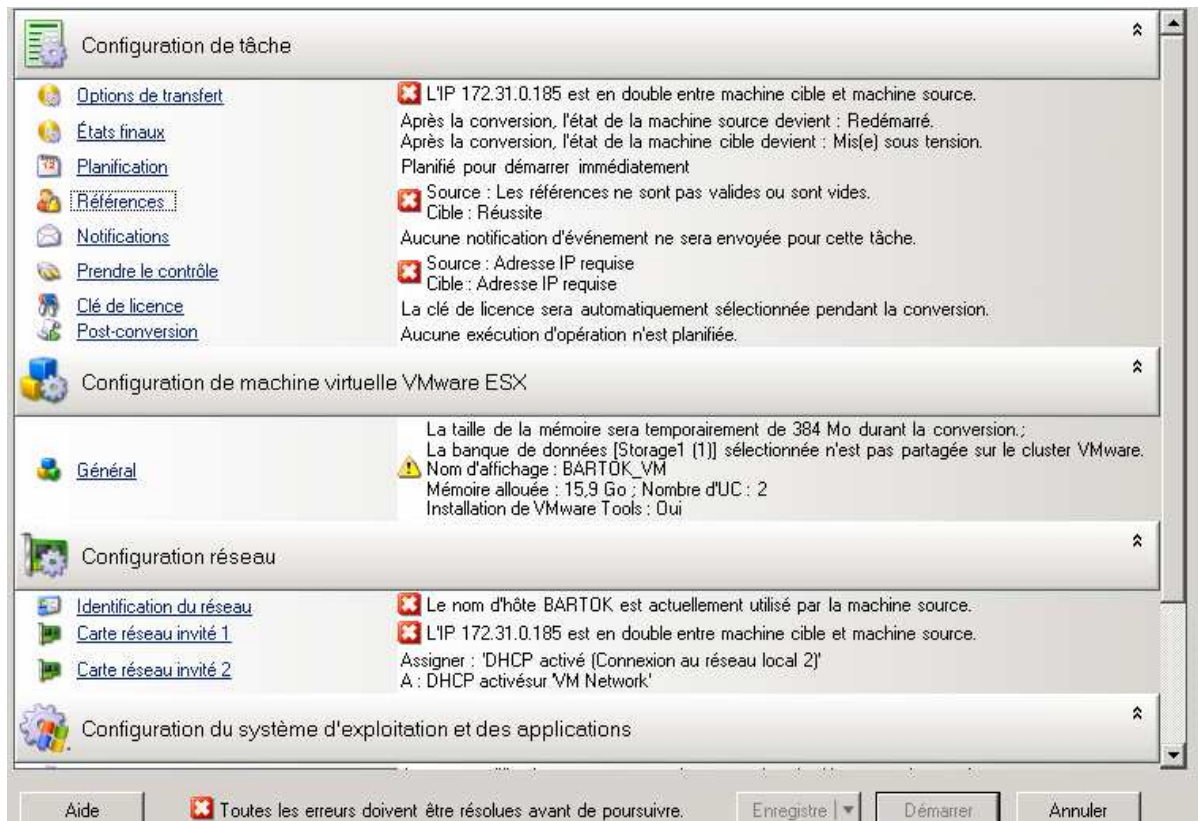 Configuration de tâche
Options de transfert
L'IP 172.31.0.185 est en double entre machine cible et machine source.
États finaux
Après la conversion, l'état de la machine source devient : Redémarré.
Après la conversion, l'état de la machine cible devient : Mis(e) sous tension.
Planification
Planifié pour démarrer immédiatement
Références
Source : Les références ne sont pas valides ou sont vides.
Cible : Réussite
Notifications
Aucune notification d'événement ne sera envoyée pour cette tâche.
Prendre le contrôle
Source : Adresse IP requise
Cible : Adresse IP requise
Clé de licence
La clé de licence sera automatiquement sélectionnée pendant la conversion.
Post-conversion
Aucune exécution d'opération n'est planifiée.
Configuration de machine virtuelle VMware ESX
Général
La taille de la mémoire sera temporairement de 384 Mo durant la conversion.;
La banque de données [Storage1 (1)] sélectionnée n'est pas partagée sur le cluster VMware.
Nom d'affichage : BARTOK_VM
Mémoire allouée : 15,9 Go ; Nombre d'UC : 2
Installation de VMware Tools : Oui
Configuration réseau
Identification du réseau
Le nom d'hôte BARTOK est actuellement utilisé par la machine source.
Carte réseau invité 1
L'IP 172.31.0.185 est en double entre machine cible et machine source.
Carte réseau invité 2
Assigner : 'DHCP activé (Connexion au réseau local 2)'
A : DHCP activésur 'VM Network'
Configuration du système d'exploitation et des applications
Aide
Toutes les erreurs doivent être résolues avant de poursuivre.
Enregistre
Démarrer
Annuler